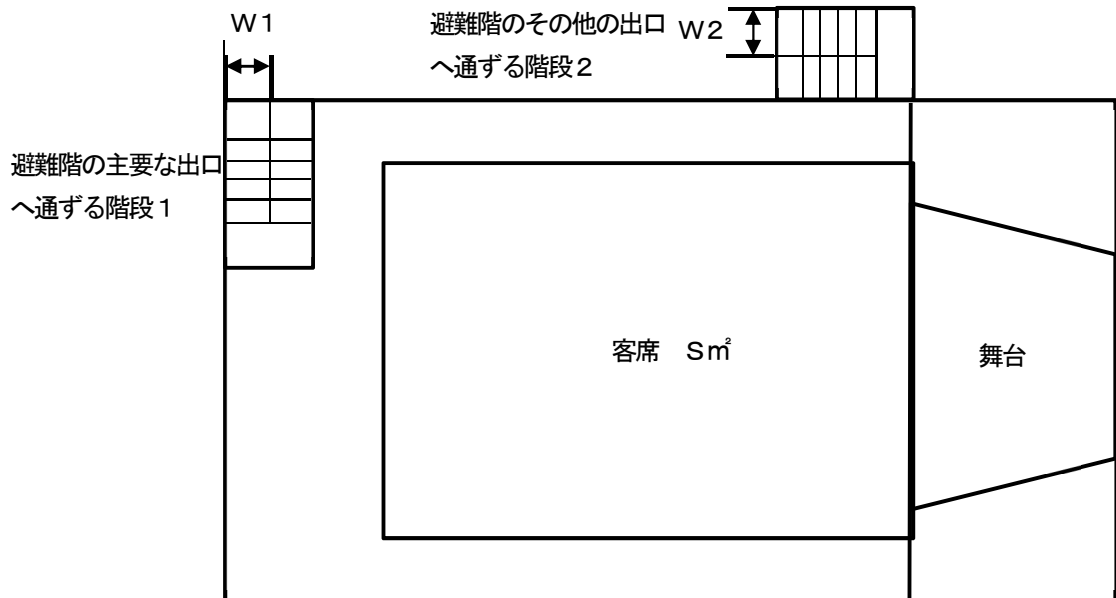 W1
避難階のその他の出口
へ通ずる階段2
W2
避難階の主要な出口
へ通ずる階段1
客席 S㎡
舞台